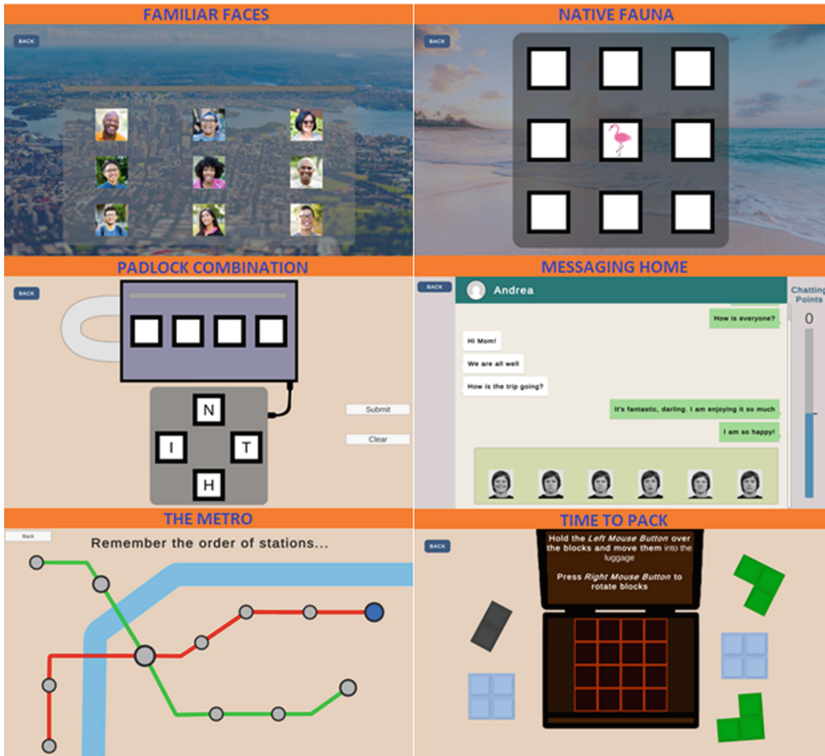 FAMILIAR FACES
BACK
NATIVE FAUNA
BACK
PADLOCK COMBINATION
BACK
N
I
T
H
Submit
Clear
MESSAGING HOME
BACK
Andrea
Chatting
Points
0
How is everyone?
Hi Mom!
We are all well
How is the trip going?
It's fantastic, darling. I am enjoying it so much
I am so happy!
THE METRO
Back
Remember the order of stations...
TIME TO PACK
BACK
Hold the Left Mouse Button over
the blocks and move them into the
luggage
Press Right Mouse Button to
rotate blocks